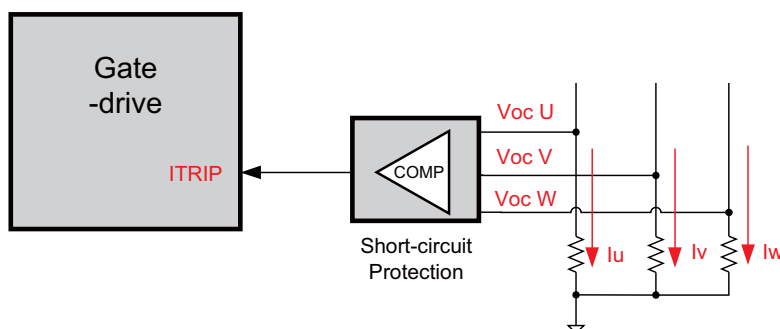 Gate
-drive
ITRIP
COMP
Short-circuit
Protection
Voc U
Voc V
Voc W
Iu
Iv
Iw